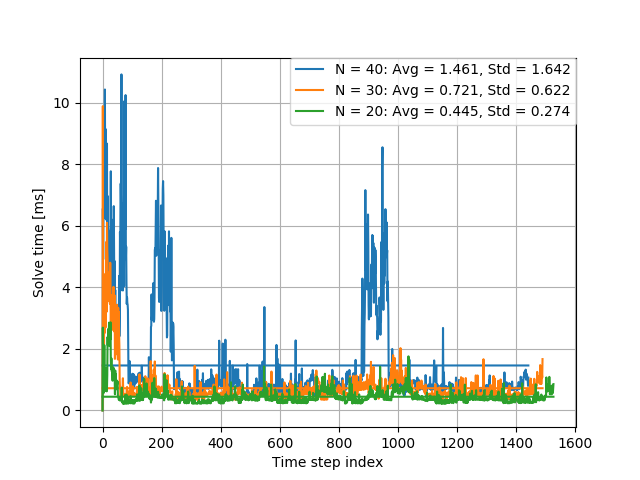 N = 40: Avg = 1.461, Std = 1.642
N = 30: Avg = 0.721, Std = 0.622
N = 20: Avg = 0.445, Std = 0.274
Solve time [ms]
10
8
6
4
2
0
0 200 400 600 800 1000 1200 1400 1600
Time step index